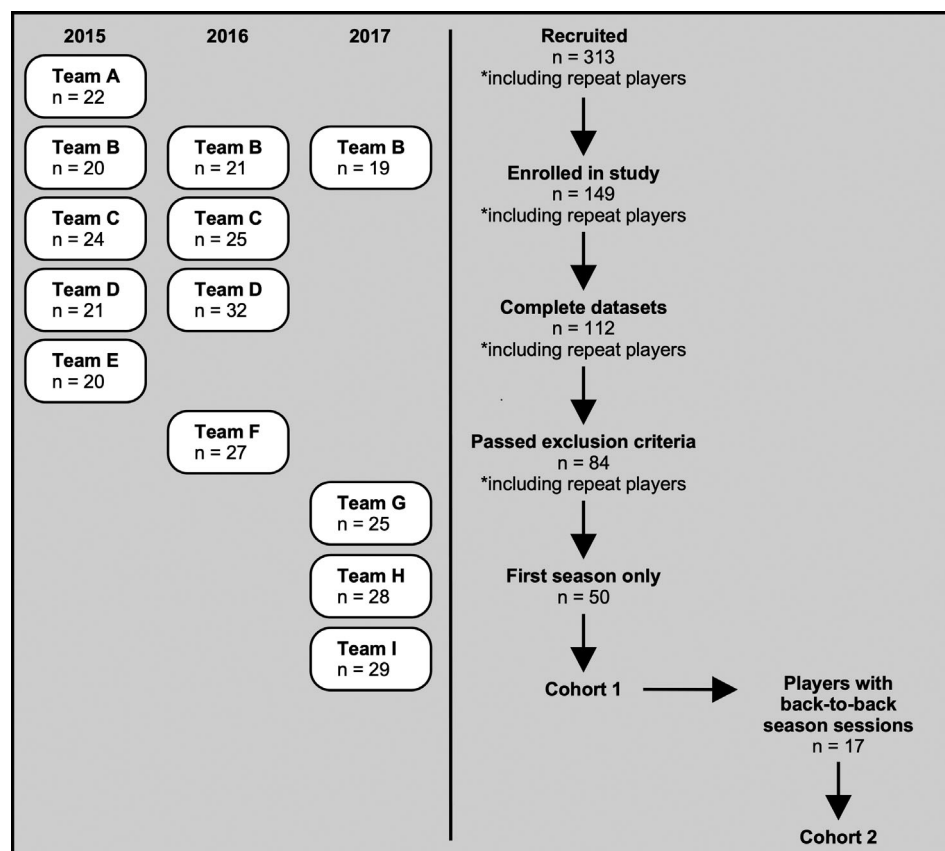 2015 2016 2017
Team A
n = 22
Team B
n = 20
Team B
n = 21
Team B
n = 19
Team C
n = 24
Team C
n = 25
Team D
n = 21
Team D
n = 32
Team E
n = 20
Team F
n = 27
Team G
n = 25
Team H
n = 28
Team I
n = 29
Recruited
n = 313
*including repeat players
Enrolled in study
n = 149
*including repeat players
Complete datasets
n = 112
*including repeat players
Passed exclusion criteria
n = 84
*including repeat players
First season only
n = 50
Cohort 1
Players with
back-to-back
season sessions
n = 17
Cohort 2